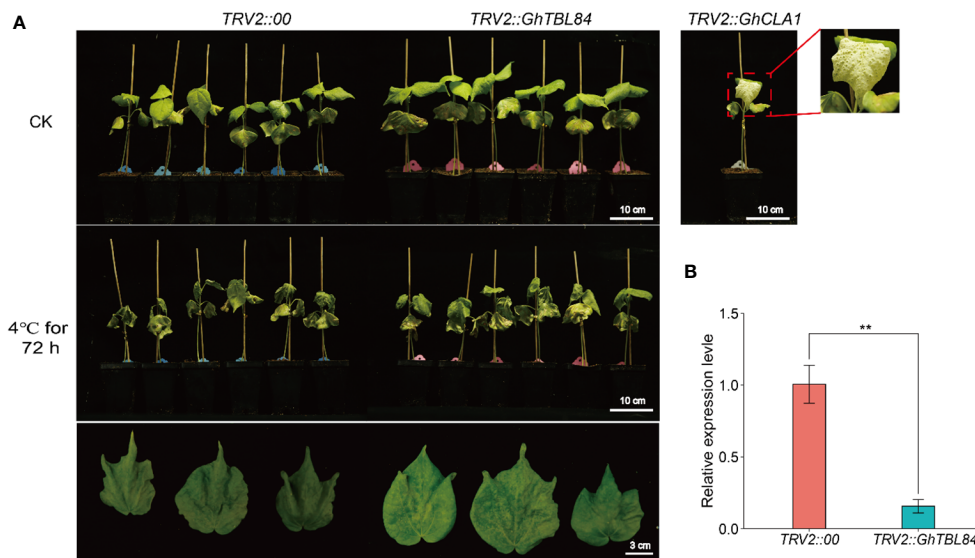 A
TRV2::00
TRV2::GhTBL84
TRV2::GhCLA1
CK
10 cm
10 cm
4°C for
72 h
10 cm
3 cm
B
Relative expression levle
1.5
1.0
0.5
0.0
**
TRV2::00
TRV2::GhTBL84